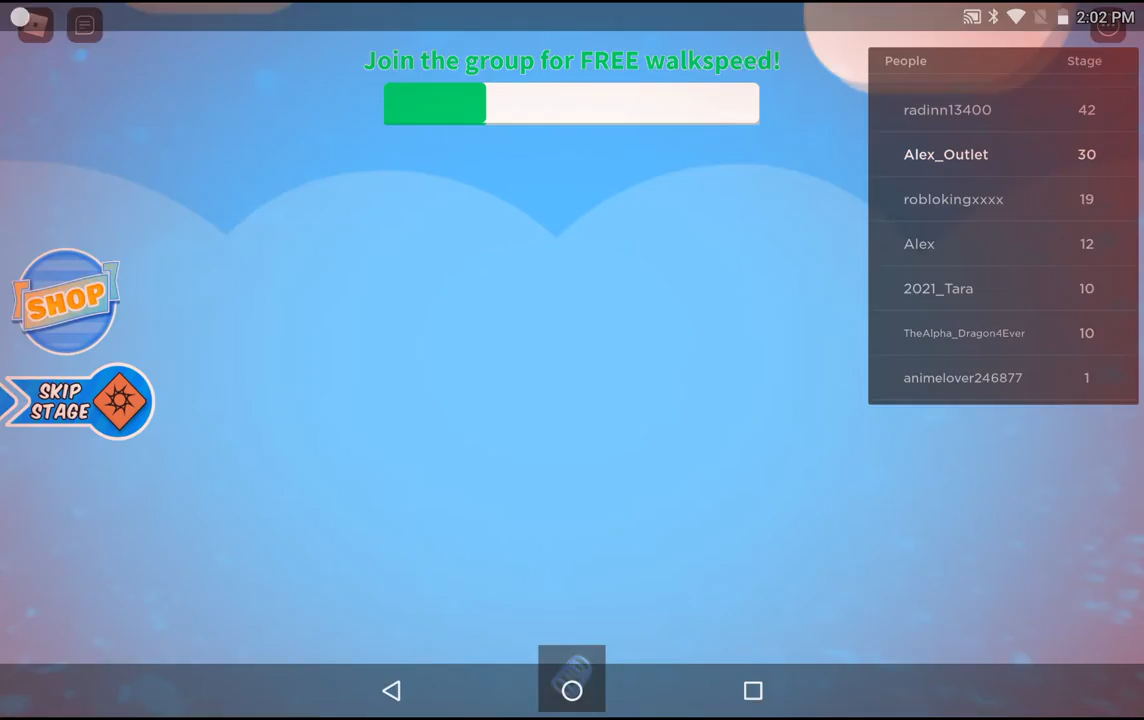 2:02 PM
Join the group for FREE walkspeed!
People Stage
radinn13400 42
Alex_Outlet 30
roblokingxxxx 19
Alex 12
2021_Tara 10
TheAlpha_Dragon4Ever 10
animelover246877 1
SHOP
SKIP
STAGE